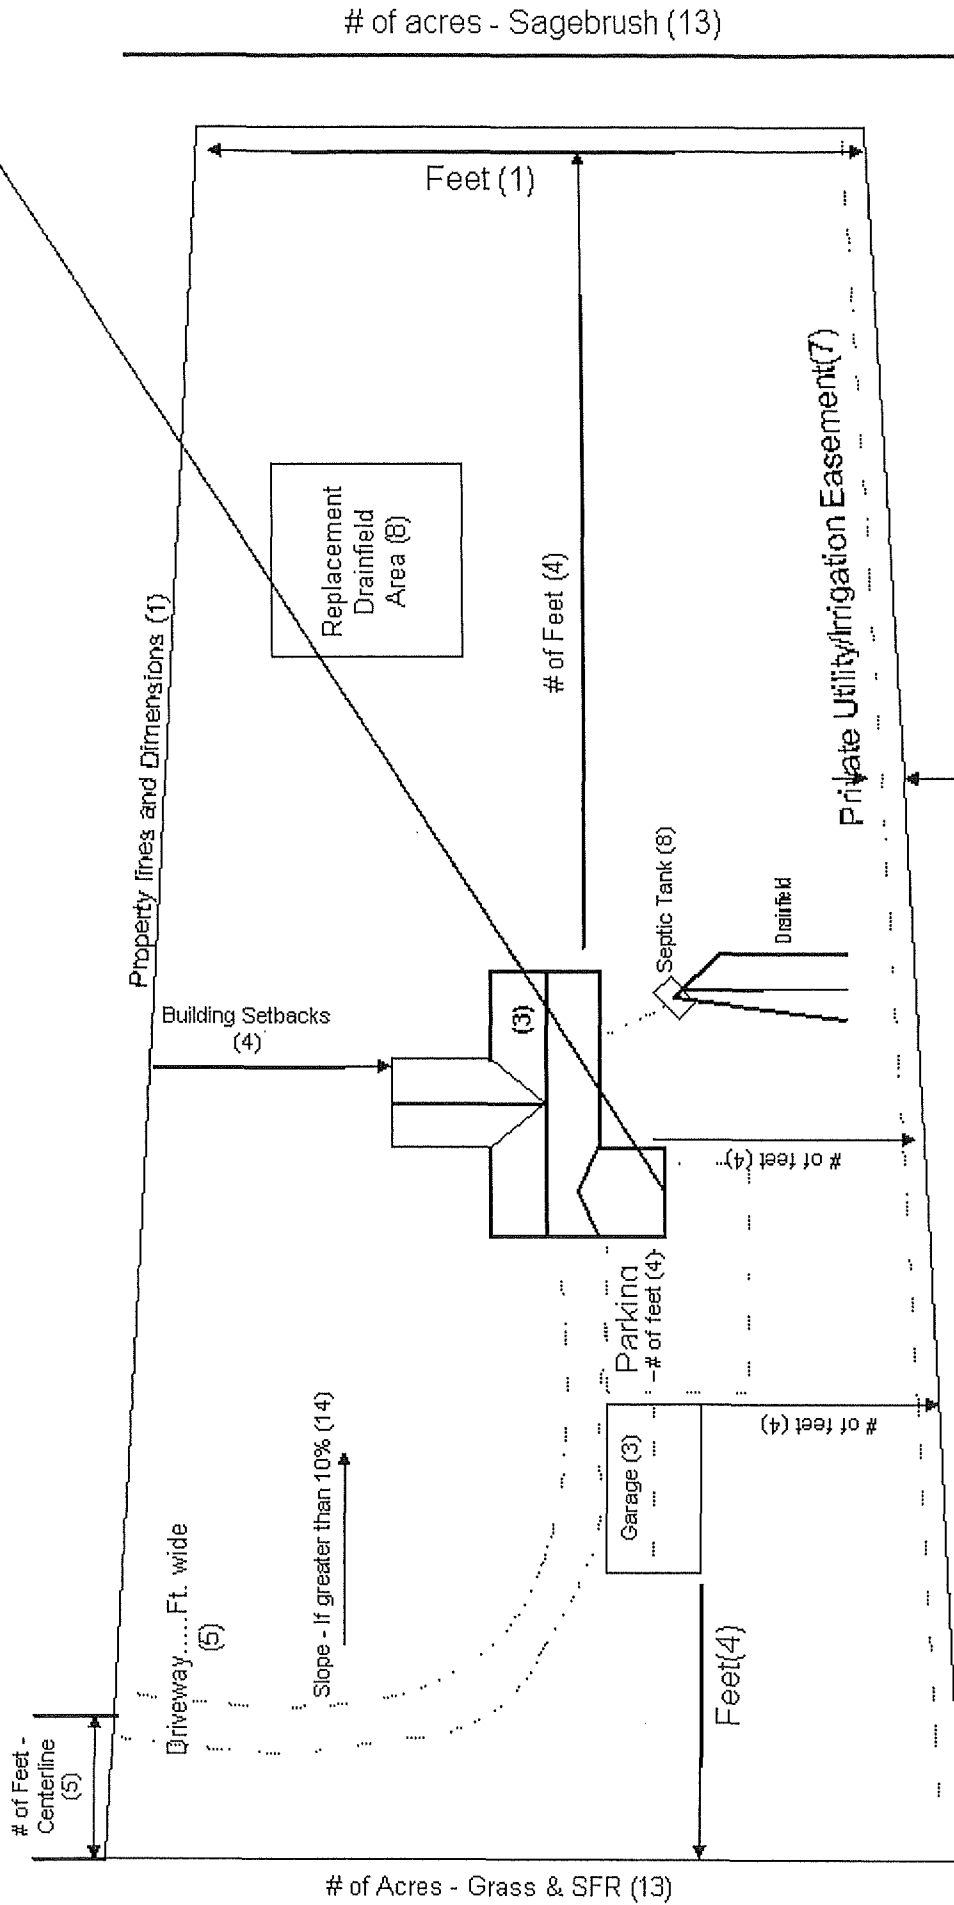 # of acres - Sagebrush (13)
Feet (1)
Property lines and Dimensions (1)
Replacement
Drainfield
Area (8)
# of Feet (4)
Private Utility/Irrigation Easement(7)
Building Setbacks
(4)
(3)
Septic Tank (8)
Drainfield
# of feet (4)
Parking
# of feet (4)
# of feet (4)
Garage (3)
Slope - If greater than 10% (14)
Driveway.....Ft. wide
(5)
# of Feet -
Centerline
(5)
Feet(4)
# of Acres - Grass & SFR (13)